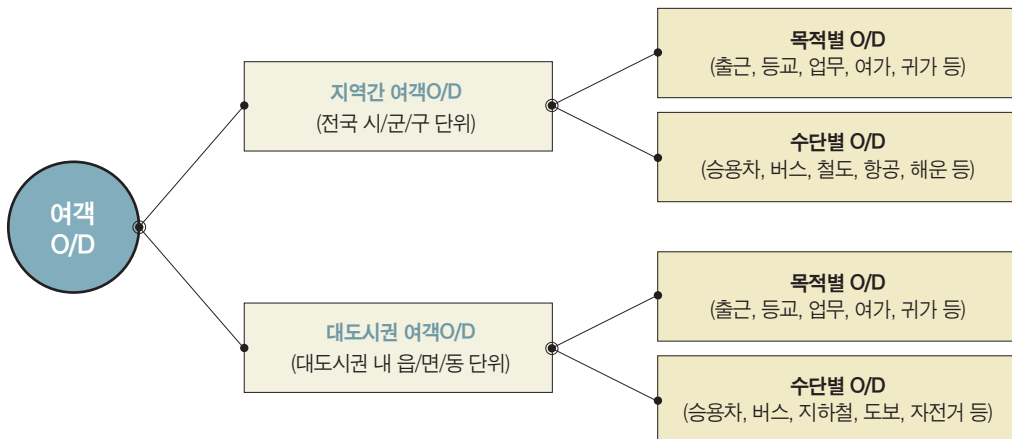 여객
O/D
지역간 여객O/D
(전국 시/군/구 단위)
목적별 O/D
(출근, 등교, 업무, 여가, 귀가 등)
수단별 O/D
(승용차, 버스, 철도, 항공, 해운 등)
대도시권 여객O/D
(대도시권 내 읍/면/동 단위)
목적별 O/D
(출근, 등교, 업무, 여가, 귀가 등)
수단별 O/D
(승용차, 버스, 지하철, 도보, 자전거 등)